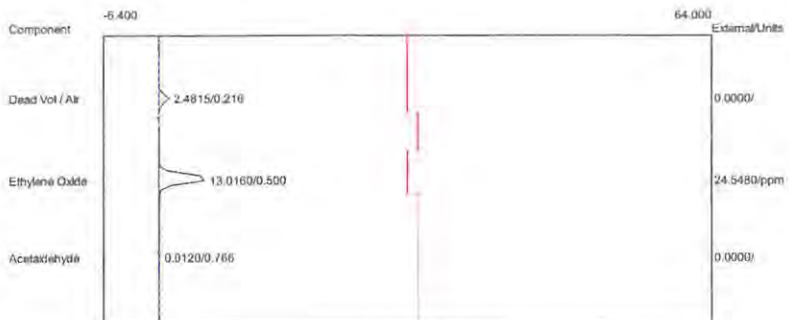 -6.400 64.000
Component External/Units
Dead Vol / Air 2.4815/0.216 0.0000/
Ethylene Oxide 13.0160/0.500 24.5480/ppm
Acetaldehyde 0.0120/0.766 0.0000/